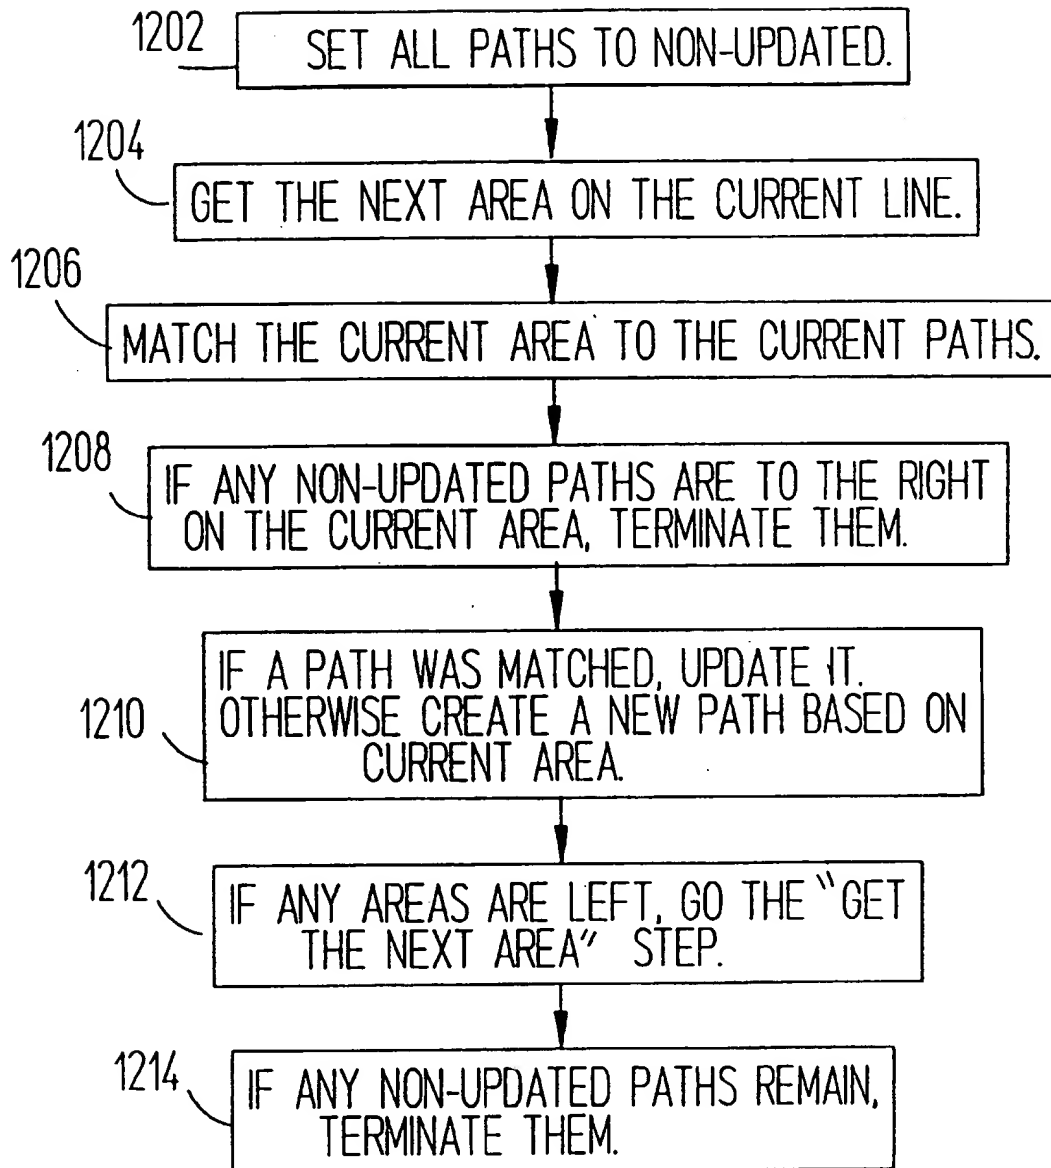 1202
SET ALL PATHS TO NON-UPDATED.
1204
GET THE NEXT AREA ON THE CURRENT LINE.
1206
MATCH THE CURRENT AREA TO THE CURRENT PATHS.
1208
IF ANY NON-UPDATED PATHS ARE TO THE RIGHT
ON THE CURRENT AREA, TERMINATE THEM.
1210
IF A PATH WAS MATCHED, UPDATE IT.
OTHERWISE CREATE A NEW PATH BASED ON
CURRENT AREA.
1212
IF ANY AREAS ARE LEFT, GO THE "GET
THE NEXT AREA" STEP.
1214
IF ANY NON-UPDATED PATHS REMAIN,
TERMINATE THEM.